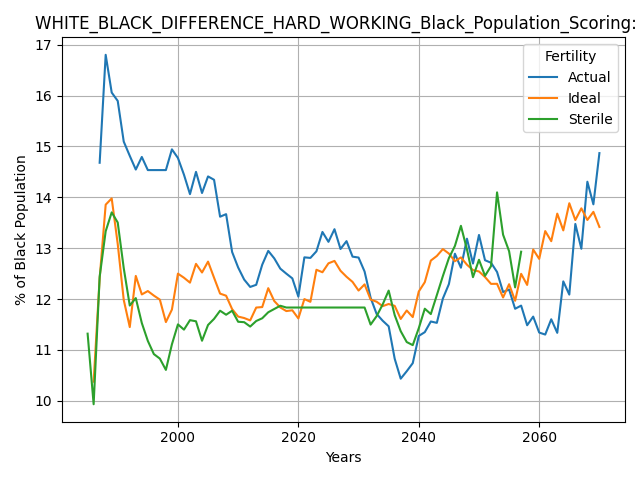 WHITE_BLACK_DIFFERENCE_HARD_WORKING_Black_Population_Scoring:
17
16
15
14
13
12
11
10
% of Black Population
Fertility
Actual
Ideal
Sterile
2000
2020
2040
2060
Years